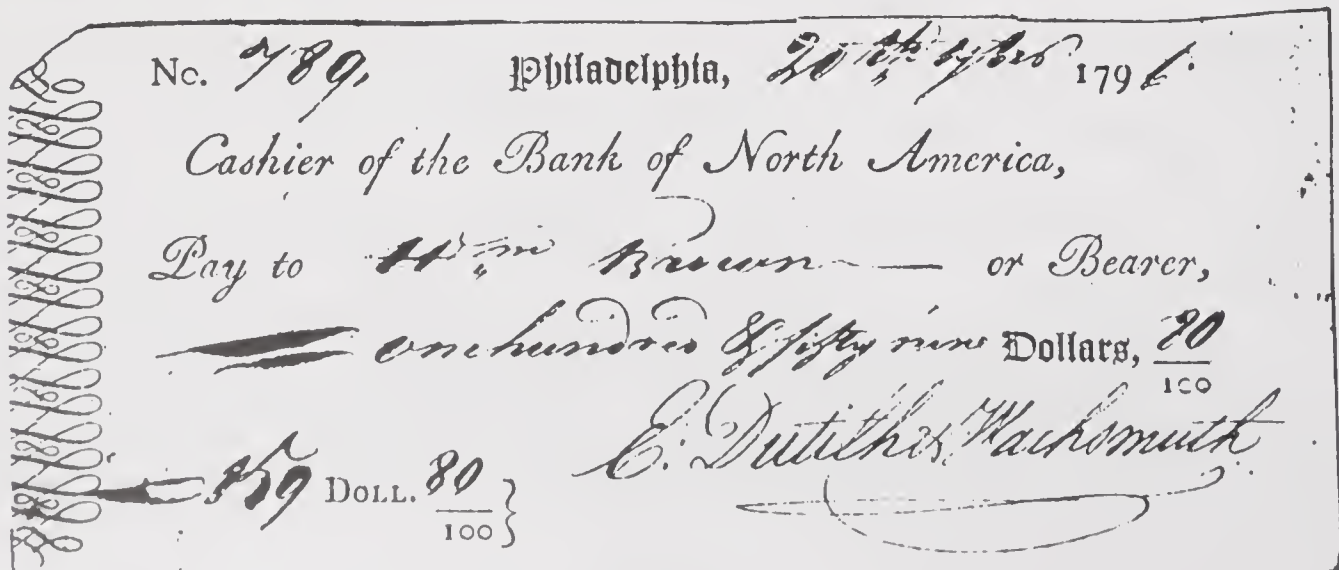 No. 789, Philadelphia, 20th 1796.
Cashier of the Bank of North America,
Pay to Wm Brown or Bearer,
one hundred & fifty nine Dollars, 80/100
E. Dutilh & Wachsmuth
159 DOLL. 80/100 }